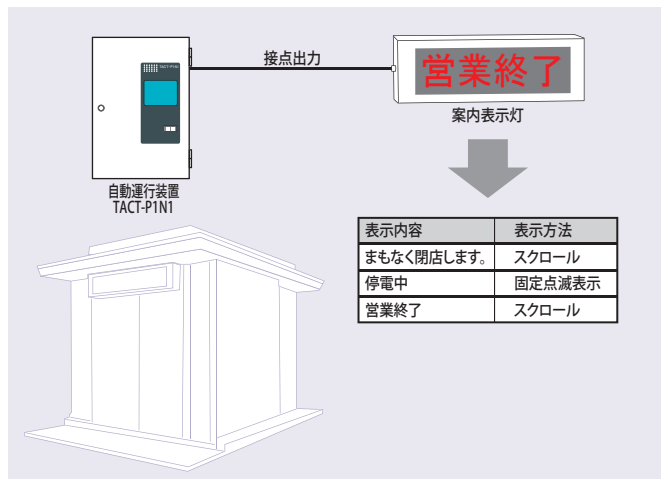 TACT-P1N1
接点出力
営業終了
案内表示灯
自動運行装置
TACT-P1N1
表示内容 表示方法
まもなく閉店します。 スクロール
停電中 固定点滅表示
営業終了 スクロール